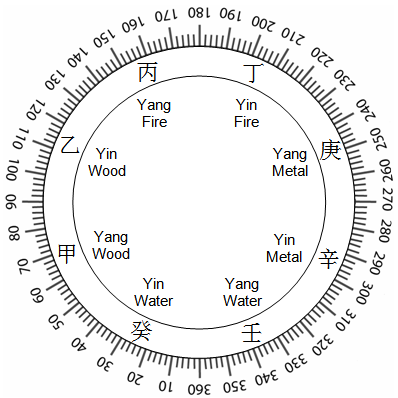 180
190
200
210
220
230
240
250
260
270
280
290
300
310
320
330
340
350
360
10
20
30
40
50
60
70
80
90
100
110
120
130
140
150
160
170
丙
Yang
Fire
丁
Yin
Fire
乙
Yin
Wood
庚
Yang
Metal
甲
Yang
Wood
辛
Yin
Metal
癸
Yin
Water
壬
Yang
Water